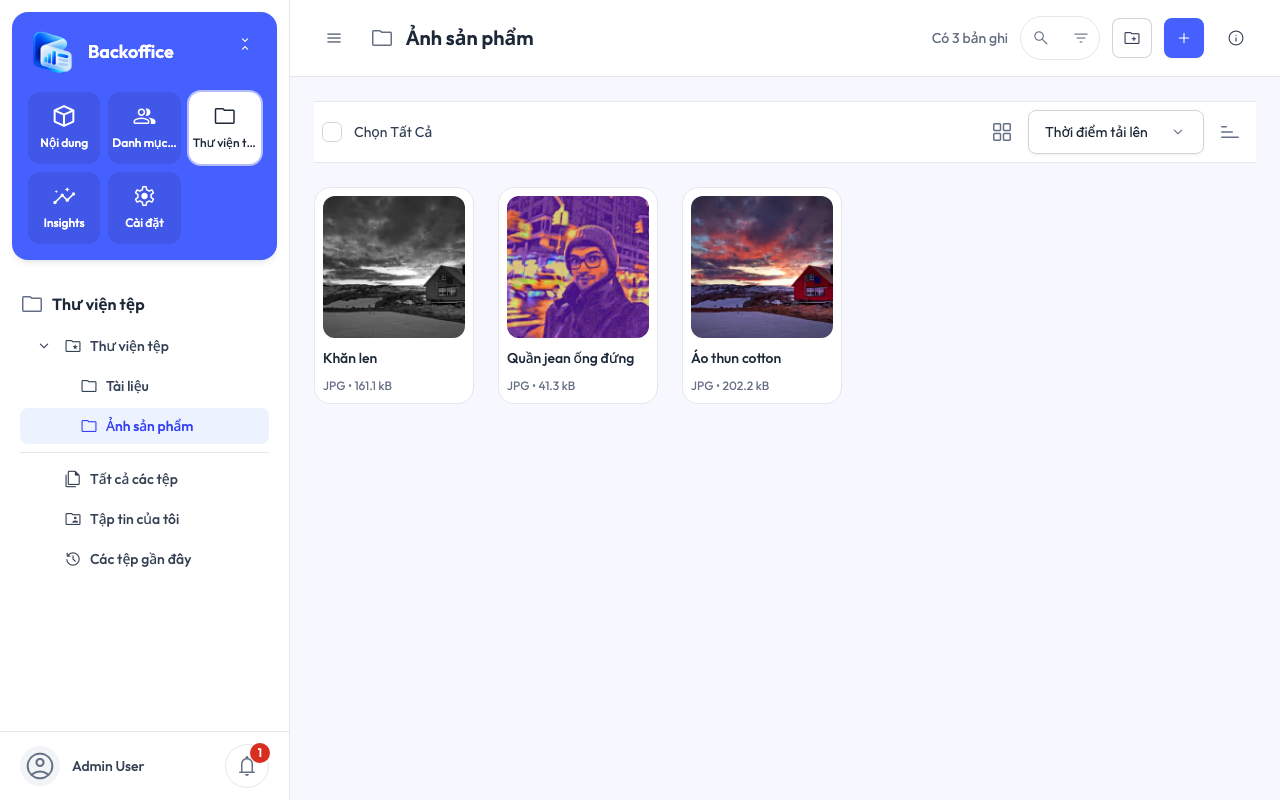 Backoffice
Nội dung
Danh mục...
Thư viện t...
Insights
Cài đặt
Thư viện tệp
Thư viện tệp
Tài liệu
Ảnh sản phẩm
Tất cả các tệp
Tập tin của tôi
Các tệp gần đây
Admin User
1
Ảnh sản phẩm
Có 3 bản ghi
Chọn Tất Cả
Thời điểm tải lên
Khăn len
JPG • 161.1 kB
Quần jean ống đứng
JPG • 41.3 kB
Áo thun cotton
JPG • 202.2 kB